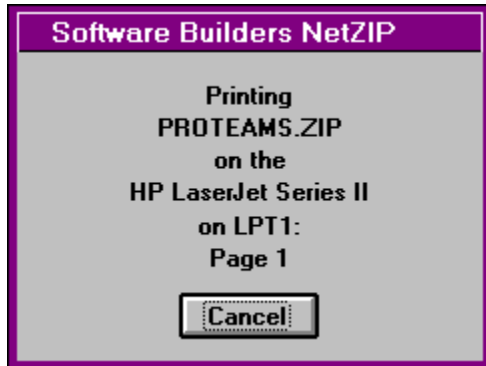 Software Builders NetZIP
Printing
PROTEAMS.ZIP
on the
HP LaserJet Series II
on LPT1:
Page 1
Cancel